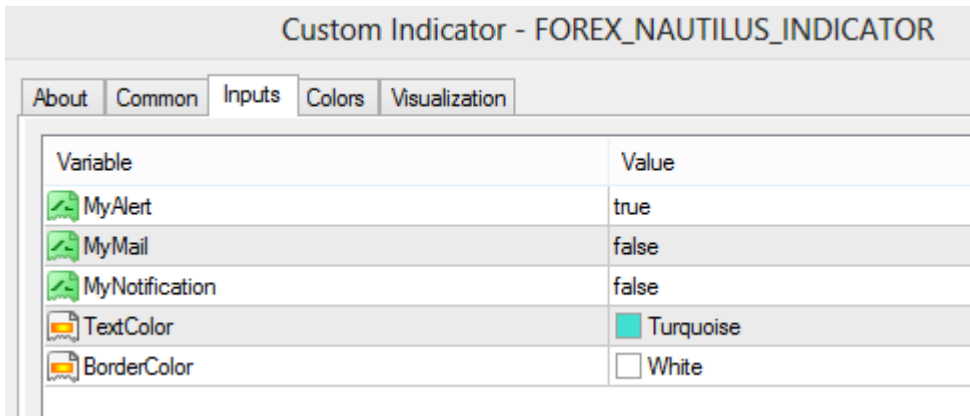 Custom Indicator - FOREX_NAUTILUS_INDICATOR
About Common Inputs Colors Visualization
Variable Value
MyAlert true
MyMail false
MyNotification false
TextColor Turquoise
BorderColor White